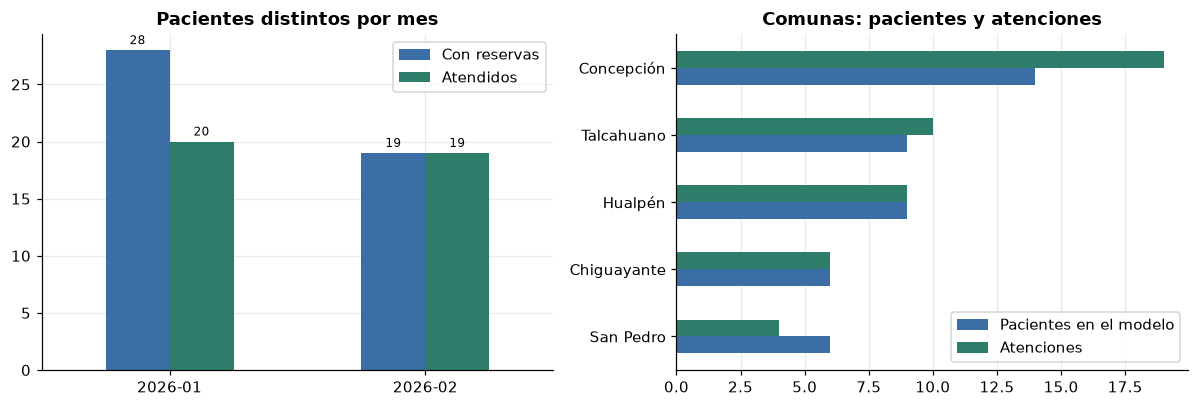 Pacientes distintos por mes
28
Con reservas
Atendidos
25
20
20
19
19
15
10
5
0
2026-01
2026-02
Comunas: pacientes y atenciones
Concepción
Talcahuano
Hualpén
Chiguayante
San Pedro
Pacientes en el modelo
Atenciones
0.0 2.5 5.0 7.5 10.0 12.5 15.0 17.5